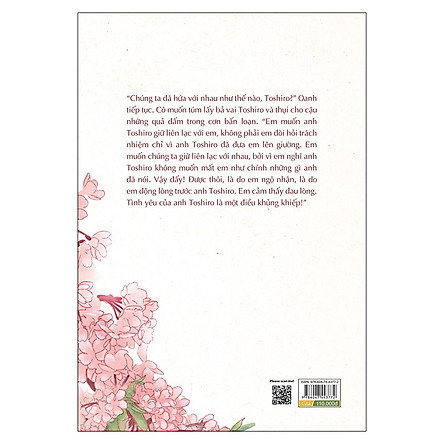 “Chúng ta đã hứa với nhau như thế nào, Toshiro?” Oanh
tiếp tục. Cô muốn túm lấy bả vai Toshiro và thụi cho cậu
những quả đấm trong cơn bấn loạn. “Em muốn anh
Toshiro giữ liên lạc với em, không phải em đòi hỏi trách
nhiệm chỉ vì anh Toshiro đã đưa em lên giường. Em
muốn chúng ta giữ liên lạc với nhau, bởi vì em nghĩ anh
Toshiro không muốn mất em như chính những gì anh
đã nói. Vậy đấy! Được thôi, là do em ngộ nhận, là do
em động lòng trước anh Toshiro. Em cảm thấy đau lòng.
Tình yêu của anh Toshiro là một điều khủng khiếp!”
Please scan me!
110.000đ